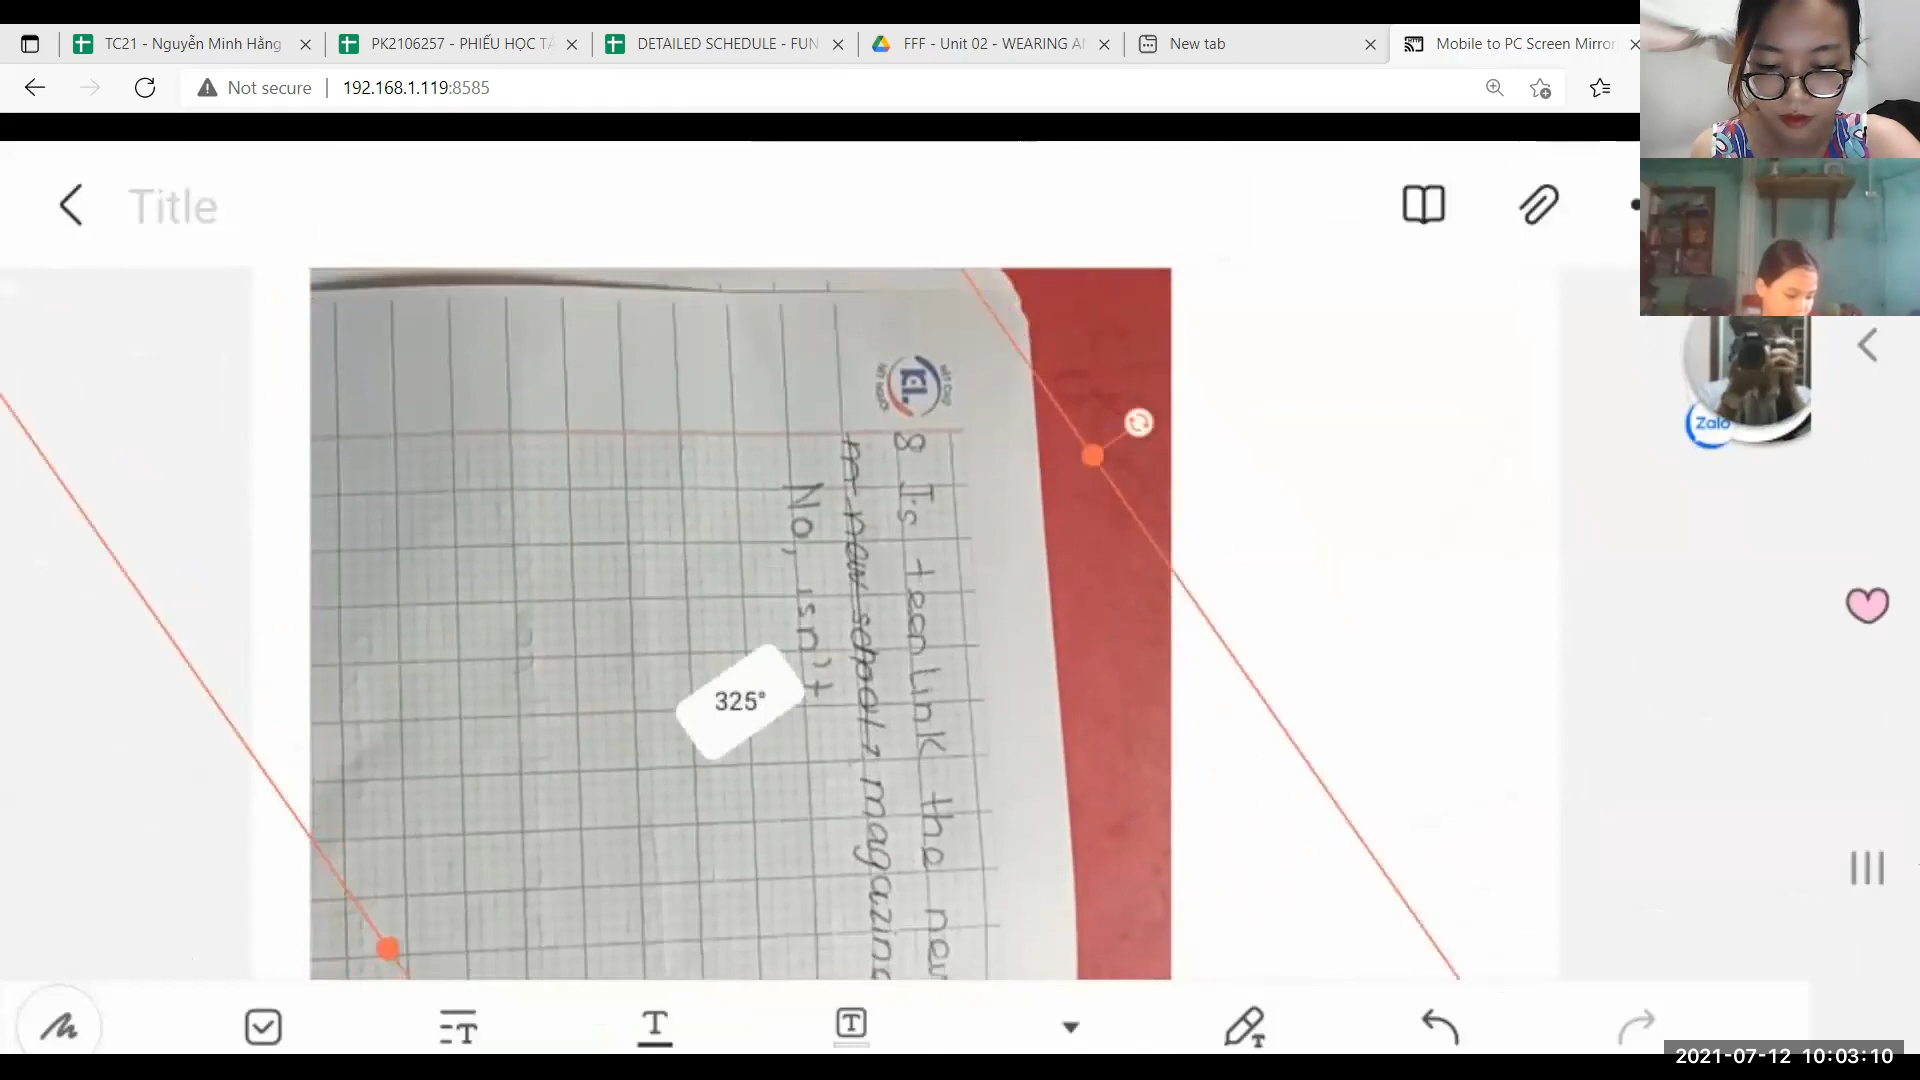 TC21 - Nguyễn Minh Hằng
PK2106257 - PHIẾU HỌC TÂ
DETAILED SCHEDULE - FUN
FFF - Unit 02 - WEARING A
New tab
Mobile to PC Screen Mirror
Not secure
192.168.1.119:8585
Title
8 Is teenlink the new
magazine
No, isn't
325°
Zalo
2021-07-12 10:03:10